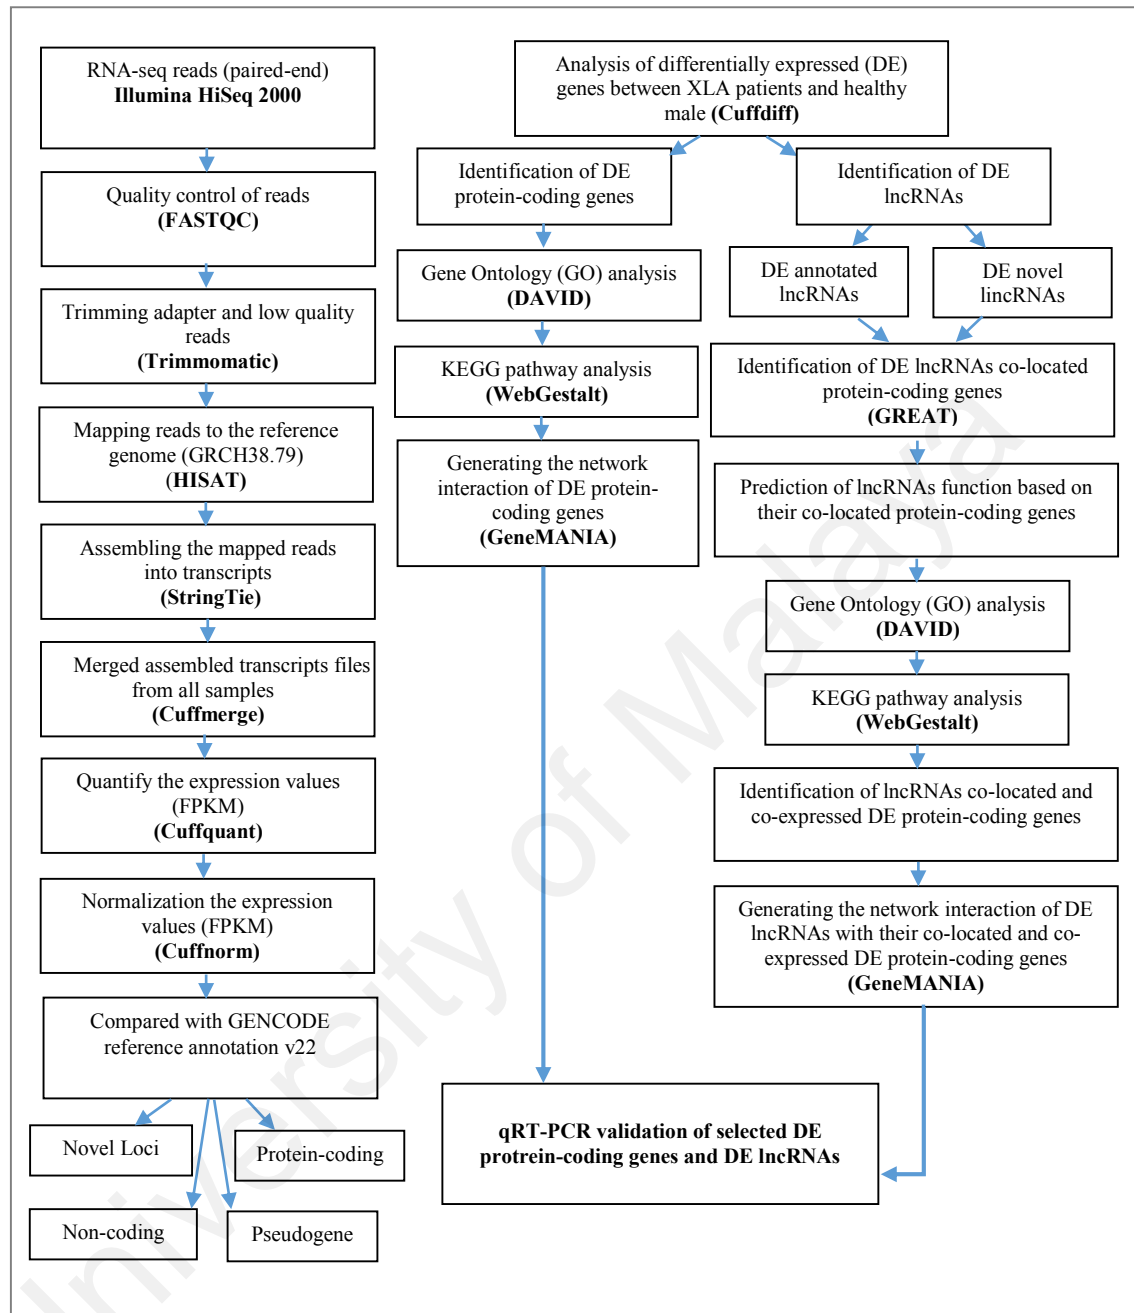 RNA-seq reads (paired-end)
Illumina HiSeq 2000
Quality control of reads
(FASTQC)
Trimming adapter and low quality
reads
(Trimmomatic)
Mapping reads to the reference
genome (GRCH38.79)
(HISAT)
Assembling the mapped reads
into transcripts
(StringTie)
Merged assembled transcripts files
from all samples
(Cuffmerge)
Quantify the expression values
(FPKM)
(Cuffquant)
Normalization the expression
values (FPKM)
(Cuffnorm)
Compared with GENCODE
reference annotation v22
Novel Loci
Protein-coding
Non-coding
Pseudogene
Analysis of differentially expressed (DE)
genes between XLA patients and healthy
male (Cuffdiff)
Identification of DE
protein-coding genes
Gene Ontology (GO) analysis
(DAVID)
KEGG pathway analysis
(WebGestalt)
Generating the network
interaction of DE protein-
coding genes
(GeneMANIA)
Identification of DE
lncRNAs
DE annotated
lncRNAs
DE novel
lincRNAs
Identification of DE lncRNAs co-located
protein-coding genes
(GREAT)
Prediction of lncRNAs function based on
their co-located protein-coding genes
Gene Ontology (GO) analysis
(DAVID)
KEGG pathway analysis
(WebGestalt)
Identification of lncRNAs co-located and
co-expressed DE protein-coding genes
Generating the network interaction of DE
lncRNAs with their co-located and co-
expressed DE protein-coding genes
(GeneMANIA)
qRT-PCR validation of selected DE
protrein-coding genes and DE lncRNAs
University of Malaya